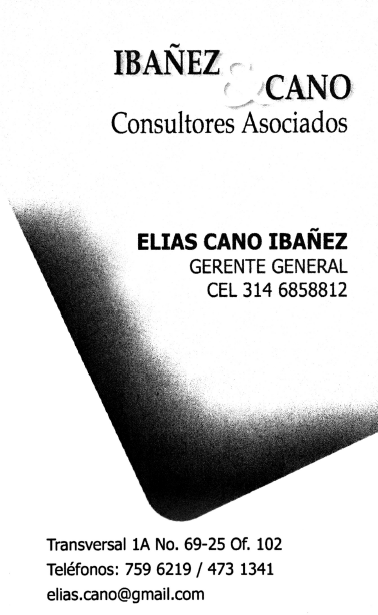 IBAÑEZ
&
CANO
Consultores Asociados
ELIAS CANO IBAÑEZ
GERENTE GENERAL
CEL 314 6858812
Transversal 1A No. 69-25 Of. 102
Teléfonos: 759 6219 / 473 1341
elias.cano@gmail.com